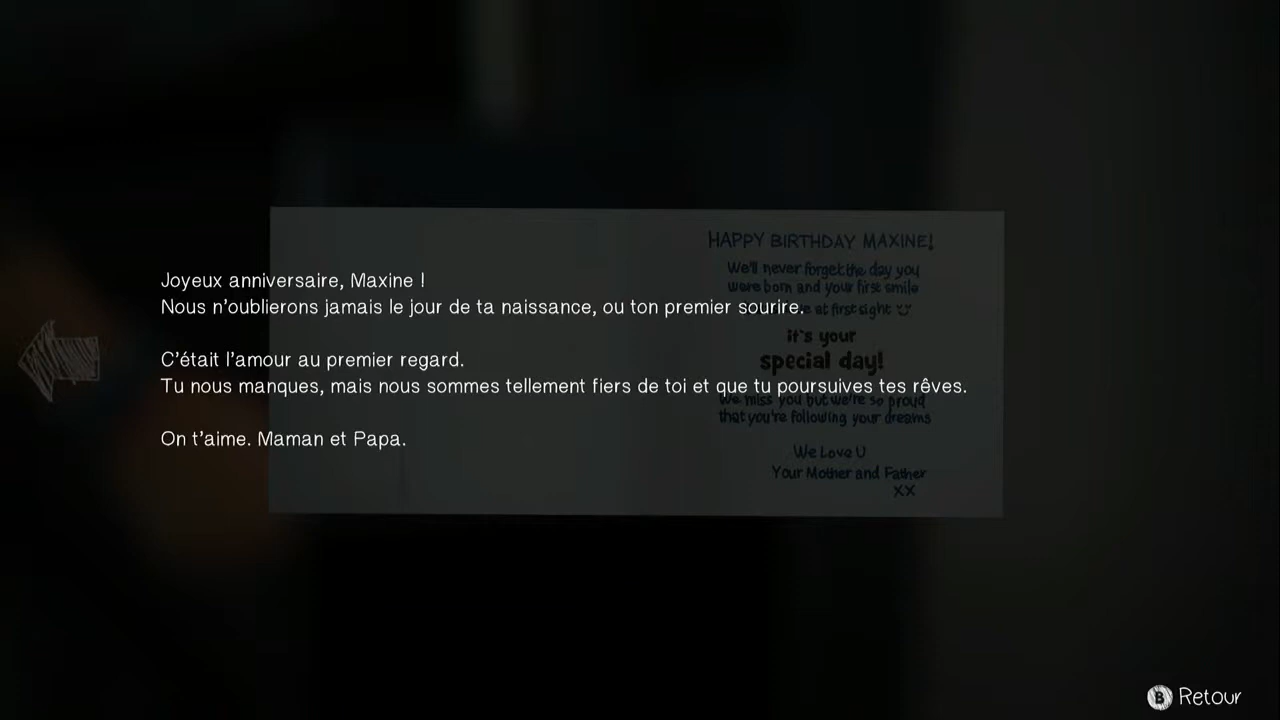 Joyeux anniversaire, Maxine !
Nous n'oublierons jamais le jour de ta naissance, ou ton premier sourire.
C'était l'amour au premier regard.
Tu nous manques, mais nous sommes tellement fiers de toi et que tu poursuives tes rêves.
On t'aime. Maman et Papa.
HAPPY BIRTHDAY MAXINE!
We'll never forget the day you
were born and your first smile
at first sight
it's your
special day!
We miss you but we're so proud
that you're following your dreams
We Love U
Your Mother and Father
XX
B Retour